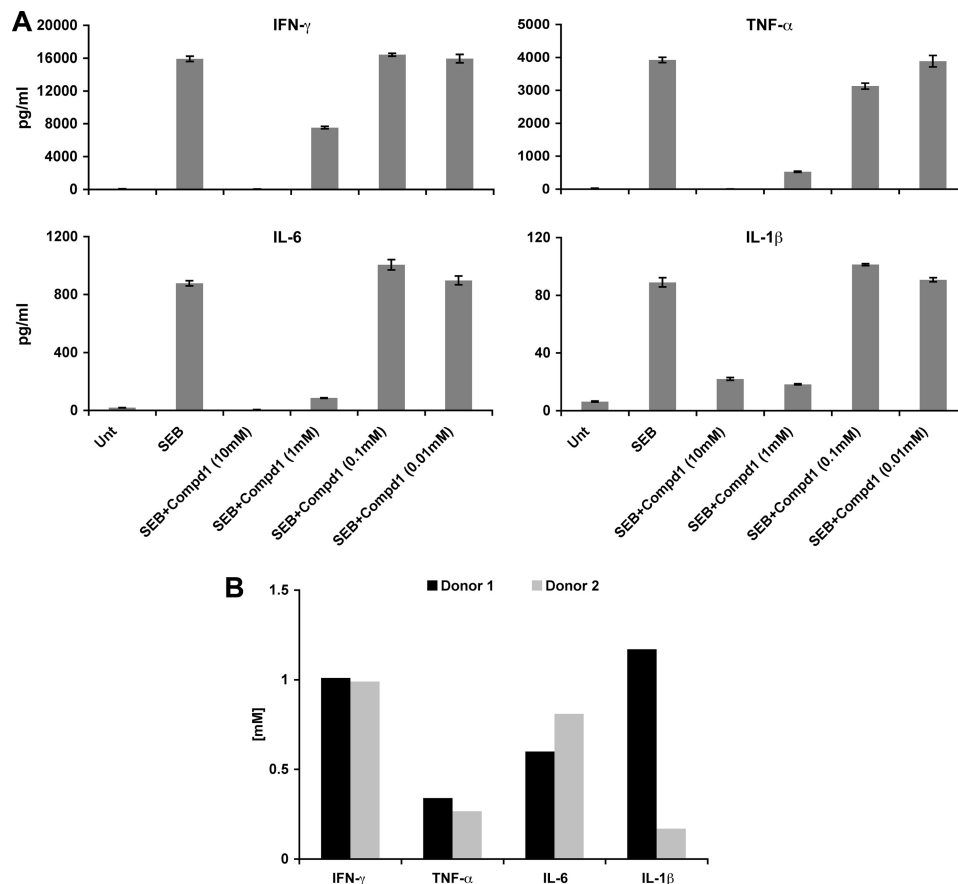 A
IFN-γ
TNF-α
20000
16000
12000
8000
4000
0
pg/ml
5000
4000
3000
2000
1000
0
IL-6
IL-1β
1200
800
400
0
pg/ml
120
80
40
0
Unt
SEB
SEB+Compd1 (10mM)
SEB+Compd1 (1mM)
SEB+Compd1 (0.1mM)
SEB+Compd1 (0.01mM)
Unt
SEB
SEB+Compd1 (10mM)
SEB+Compd1 (1mM)
SEB+Compd1 (0.1mM)
SEB+Compd1 (0.01mM)
B
Donor 1 Donor 2
1.5
1
0.5
0
[mM]
IFN-γ TNF-α IL-6 IL-1β